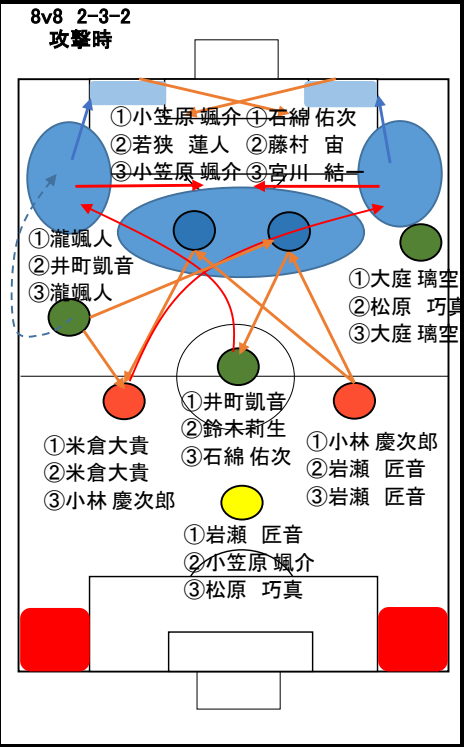 8v8 2-3-2
攻撃時
①小笠原 颯介
②若狭 蓮人
③小笠原 颯介
①石綿 佑次
②藤村 宙
③宮川 結一
①瀧颯人
②井町凱音
③瀧颯人
①大庭 璃空
②松原 巧真
③大庭 璃空
①井町凱音
②鈴木莉生
③石綿 佑次
①米倉大貴
②米倉大貴
③小林 慶次郎
①小林 慶次郎
②岩瀬 匠音
③岩瀬 匠音
①岩瀬 匠音
②小笠原 颯介
③松原 巧真